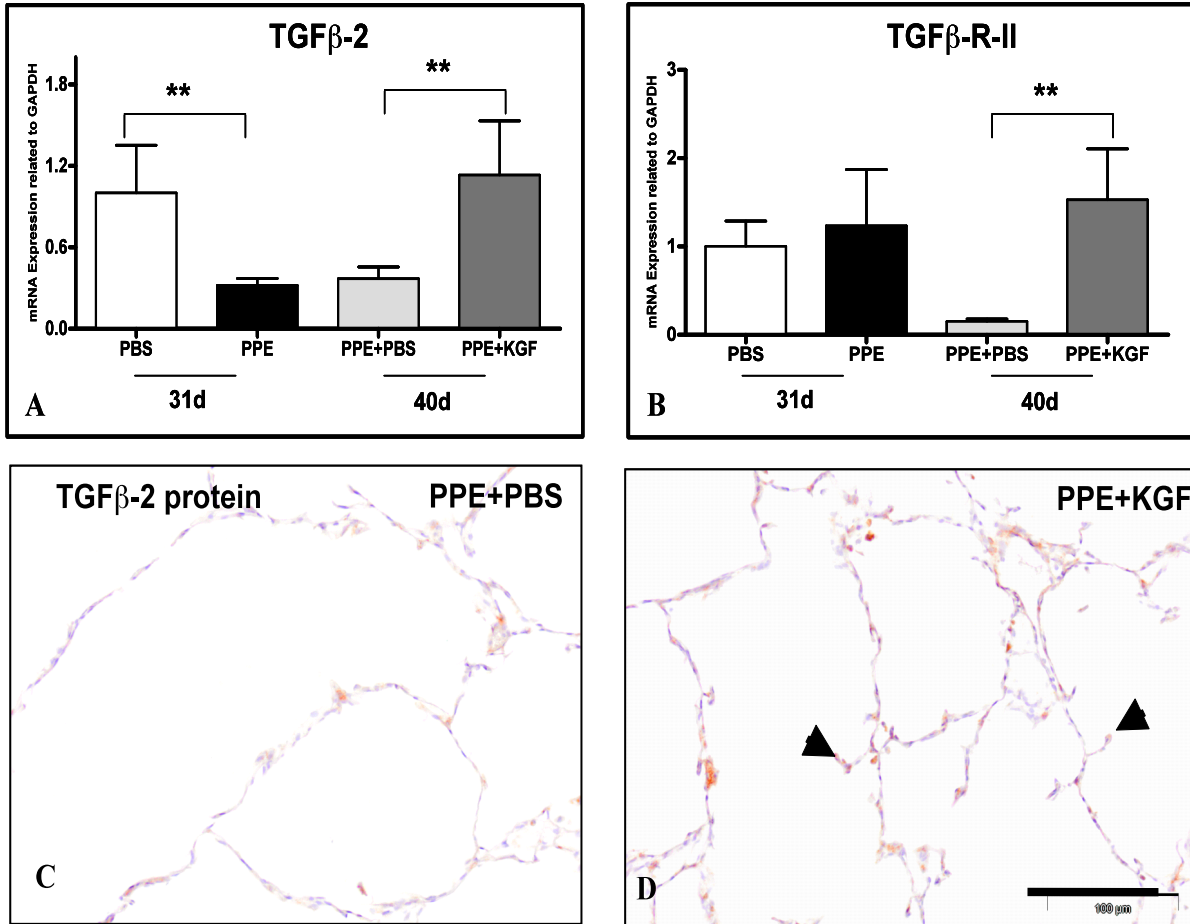 TGFβ-2
mRNA Expression related to GAPDH
1.8
1.2
0.6
0.0
**
**
PBS
PPE
PPE+PBS
PPE+KGF
31d
40d
A
TGFβ-R-II
mRNA Expression related to GAPDH
3
2
1
0
**
PBS
PPE
PPE+PBS
PPE+KGF
31d
40d
B
TGFβ-2 protein
PPE+PBS
C
PPE+KGF
D
100 µm